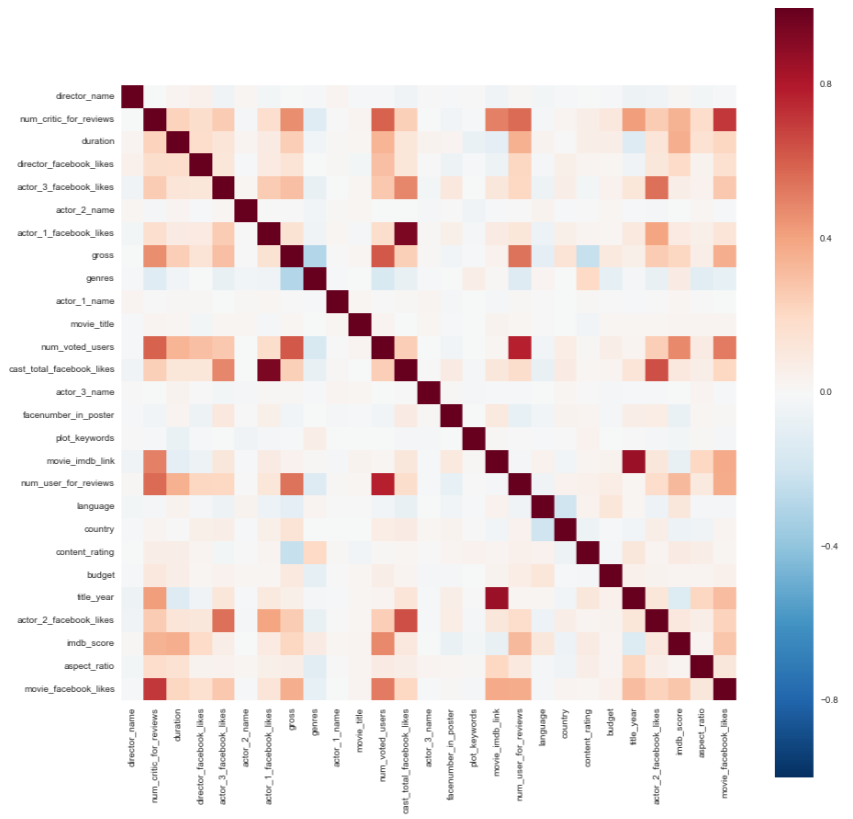 director_name
num_critic_for_reviews
duration
director_facebook_likes
actor_3_facebook_likes
actor_2_name
actor_1_facebook_likes
gross
genres
actor_1_name
movie_title
num_voted_users
cast_total_facebook_likes
actor_3_name
facenumber_in_poster
plot_keywords
movie_imdb_link
num_user_for_reviews
language
country
content_rating
budget
title_year
actor_2_facebook_likes
imdb_score
aspect_ratio
movie_facebook_likes
director_name
num_critic_for_reviews
duration
director_facebook_likes
actor_3_facebook_likes
actor_2_name
actor_1_facebook_likes
gross
genres
actor_1_name
movie_title
num_voted_users
cast_total_facebook_likes
actor_3_name
facenumber_in_poster
plot_keywords
movie_imdb_link
num_user_for_reviews
language
country
content_rating
budget
title_year
actor_2_facebook_likes
imdb_score
aspect_ratio
movie_facebook_likes
0.8
0.4
0.0
−0.4
−0.8